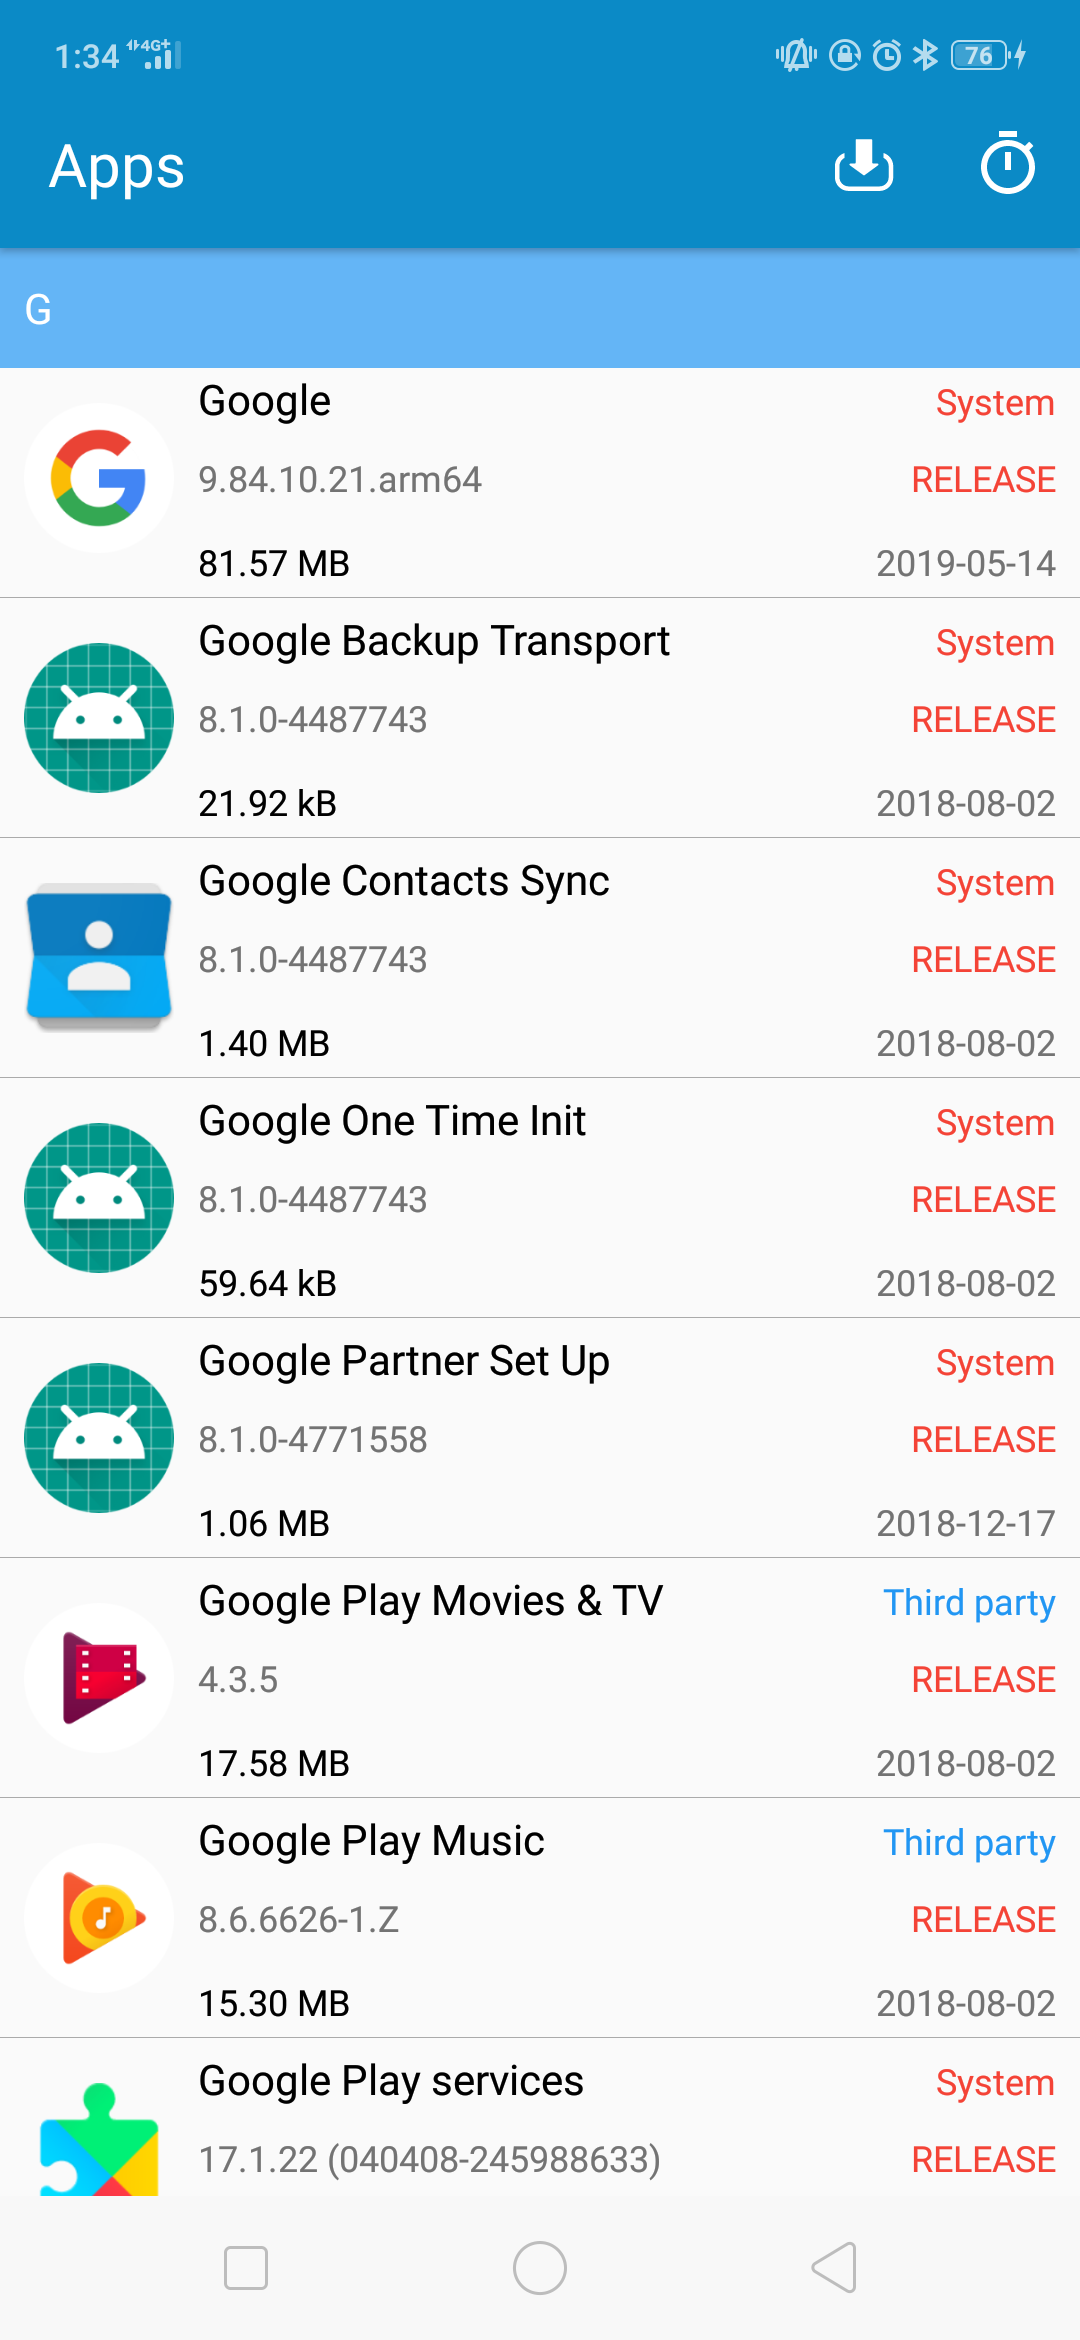 1:34 4G+ 76
Apps
G
Google System
9.84.10.21.arm64 RELEASE
81.57 MB 2019-05-14
Google Backup Transport System
8.1.0-4487743 RELEASE
21.92 kB 2018-08-02
Google Contacts Sync System
8.1.0-4487743 RELEASE
1.40 MB 2018-08-02
Google One Time Init System
8.1.0-4487743 RELEASE
59.64 kB 2018-08-02
Google Partner Set Up System
8.1.0-4771558 RELEASE
1.06 MB 2018-12-17
Google Play Movies & TV Third party
4.3.5 RELEASE
17.58 MB 2018-08-02
Google Play Music Third party
8.6.6626-1.Z RELEASE
15.30 MB 2018-08-02
Google Play services System
17.1.22 (040408-245988633) RELEASE